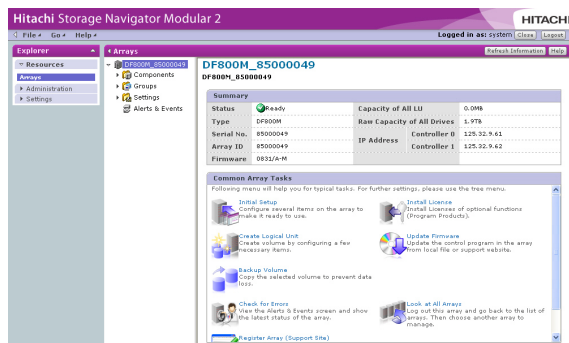 Hitachi Storage Navigator Modular 2
HITACHI
File Go Help
Logged in as: system Close Logout
Explorer
Arrays
Refresh Information Help
Resources
Arrays
Administration
Settings
DF800M_85000049
Components
Groups
Settings
Alerts & Events
DF800M_85000049
DF800M_85000049
Summary
Status Ready Capacity of All LU 0.0MB
Type DF800M Raw Capacity of All Drives 1.9TB
Serial No. 85000049 IP Address Controller 0 125.32.9.61
Array ID 85000049 Controller 1 125.32.9.62
Firmware 0831/A-M
Common Array Tasks
Following menu will help you for typical tasks. For further settings, please use the tree menu.
Initial Setup
Configure several items on the array to
make it ready to use.
Install License
Install Licenses of optional functions
(Program Products).
Create Logical Unit
Create volume by configuring a few
necessary items.
Update Firmware
Update the control program in the array
from local file or support website.
Backup Volume
Copy the selected volume to prevent data
loss.
Check for Errors
View the Alerts & Events screen and show
the latest status of the array.
Look at All Arrays
Log out this array and go back to the list of
arrays. Then choose another array to
manage.
Register Array (Support Site)